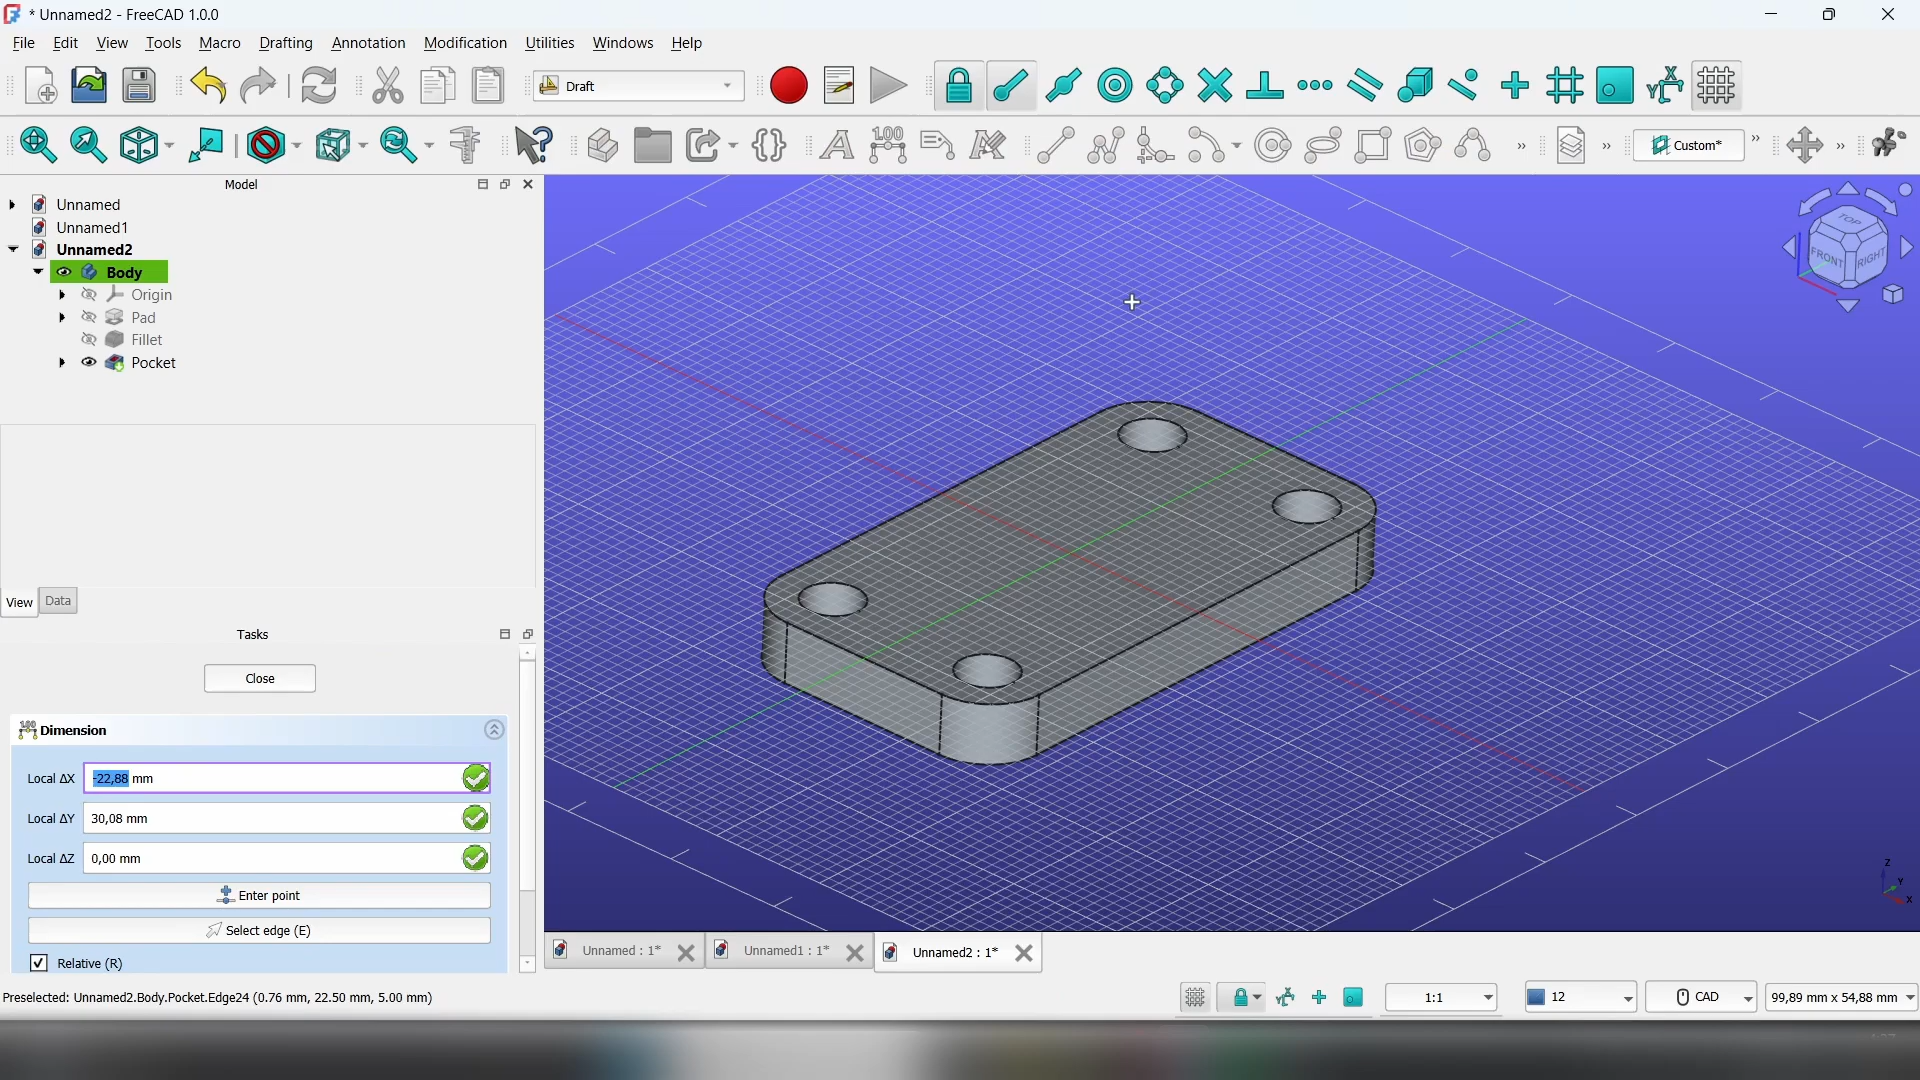 * Unnamed2 - FreeCAD 1.0.0
File Edit View Tools Macro Drafting Annotation Modification Utilities Windows Help
Draft
1.00
Custom*
Model
Unnamed
Unnamed1
Unnamed2
Body
Origin
Pad
Fillet
Pocket
TOP
FRONT
RIGHT
View Data
Tasks
Close
Dimension
Local ΔX -22,88 mm
Local ΔY 30,08 mm
Local ΔZ 0,00 mm
Enter point
Select edge (E)
Relative (R)
Z
Y
X
Unnamed : 1* Unnamed1 : 1* Unnamed2 : 1*
Preselected: Unnamed2.Body.Pocket.Edge24 (0.76 mm, 22.50 mm, 5.00 mm)
1:1 12 CAD 99,89 mm x 54,88 mm